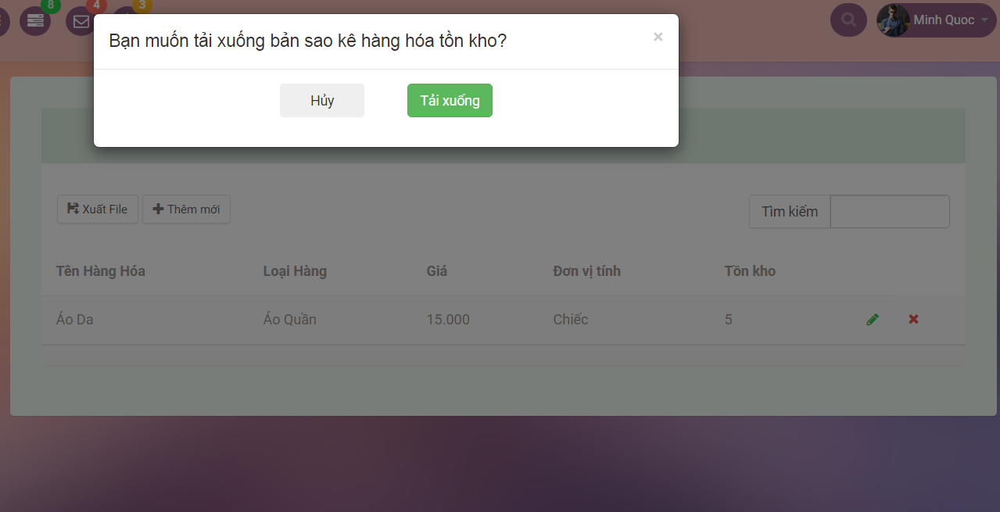 8 4 3
Minh Quoc
Bạn muốn tải xuống bản sao kê hàng hóa tồn kho? ×
Hủy Tải xuống
Xuất File Thêm mới Tìm kiếm
Tên Hàng Hóa Loại Hàng Giá Đơn vị tính Tồn kho
Áo Da Áo Quần 15.000 Chiếc 5